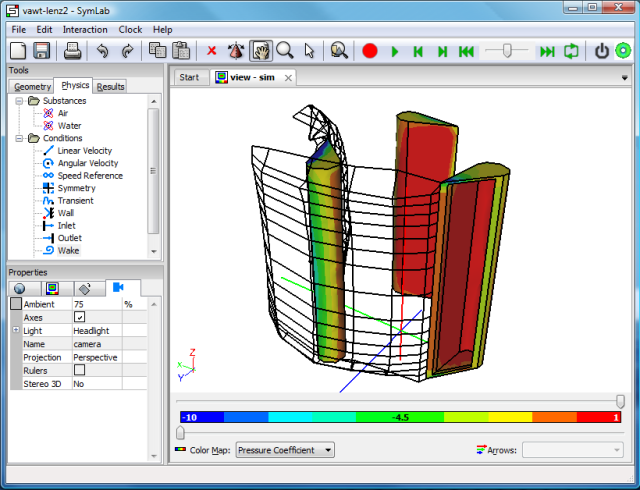 vawt-lenz2 - SymLab
File Edit Interaction Clock Help
Tools
Geometry Physics Results
Substances
Air
Water
Conditions
Linear Velocity
Angular Velocity
Speed Reference
Symmetry
Transient
Wall
Inlet
Outlet
Wake
Properties
Ambient 75 %
Axes
Light Headlight
Name camera
Projection Perspective
Rulers
Stereo 3D No
Start view - sim
Z
X
Y
-10 -4.5 1
Color Map: Pressure Coefficient
Arrows: